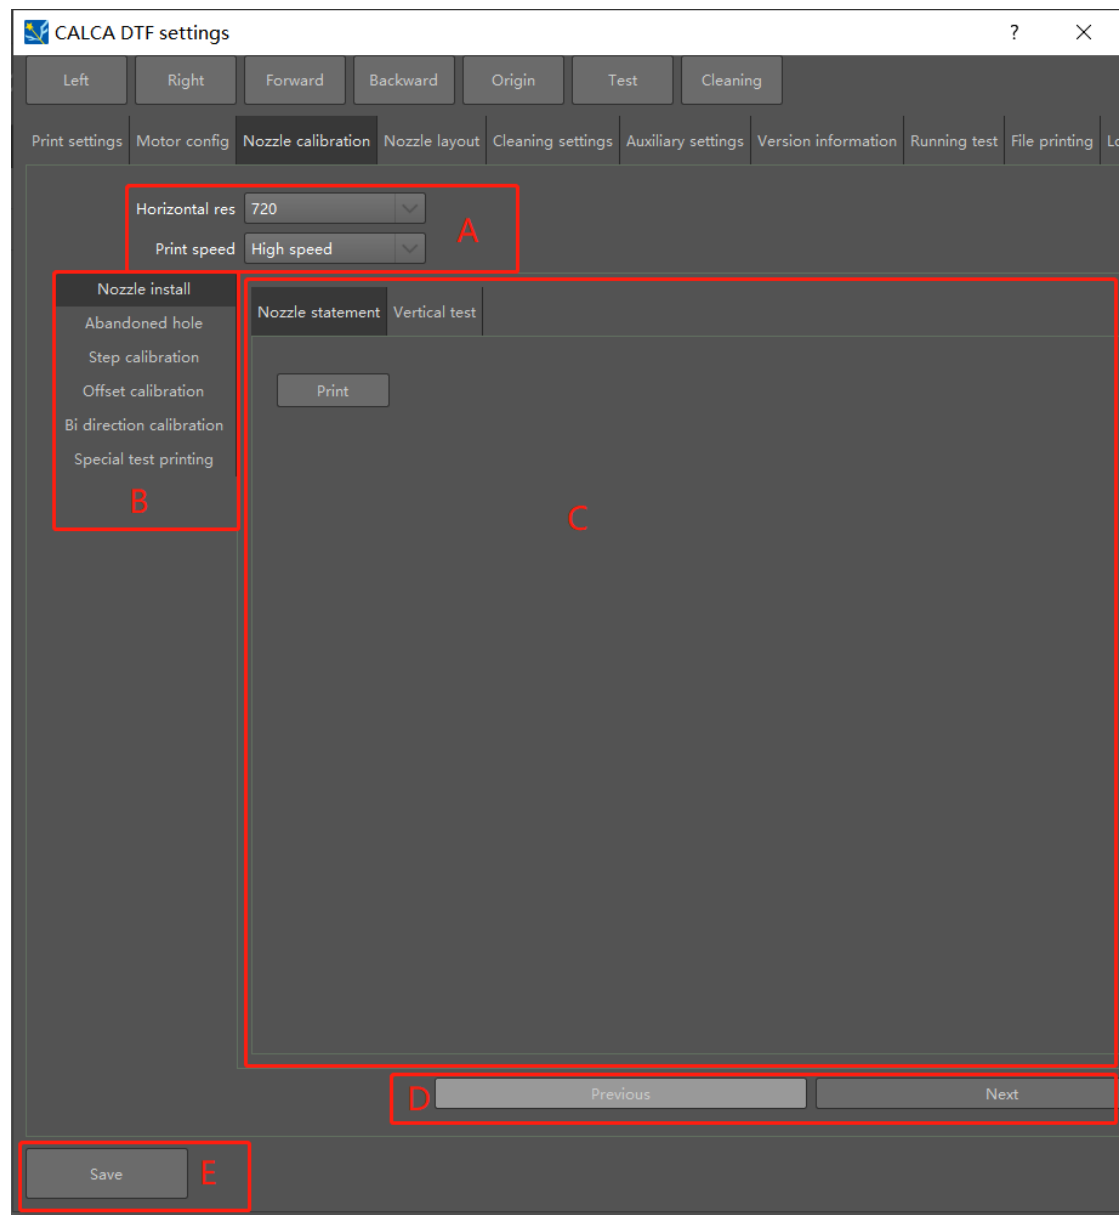 CALCA DTF settings ?
Left Right Forward Backward Origin Test Cleaning
Print settings Motor config Nozzle calibration Nozzle layout Cleaning settings Auxiliary settings Version information Running test File printing
Horizontal res 720
A
Print speed High speed
Nozzle install
Abandoned hole
Step calibration
Offset calibration
Bi direction calibration
Special test printing
B
Nozzle statement Vertical test
Print
C
D Previous Next
Save E